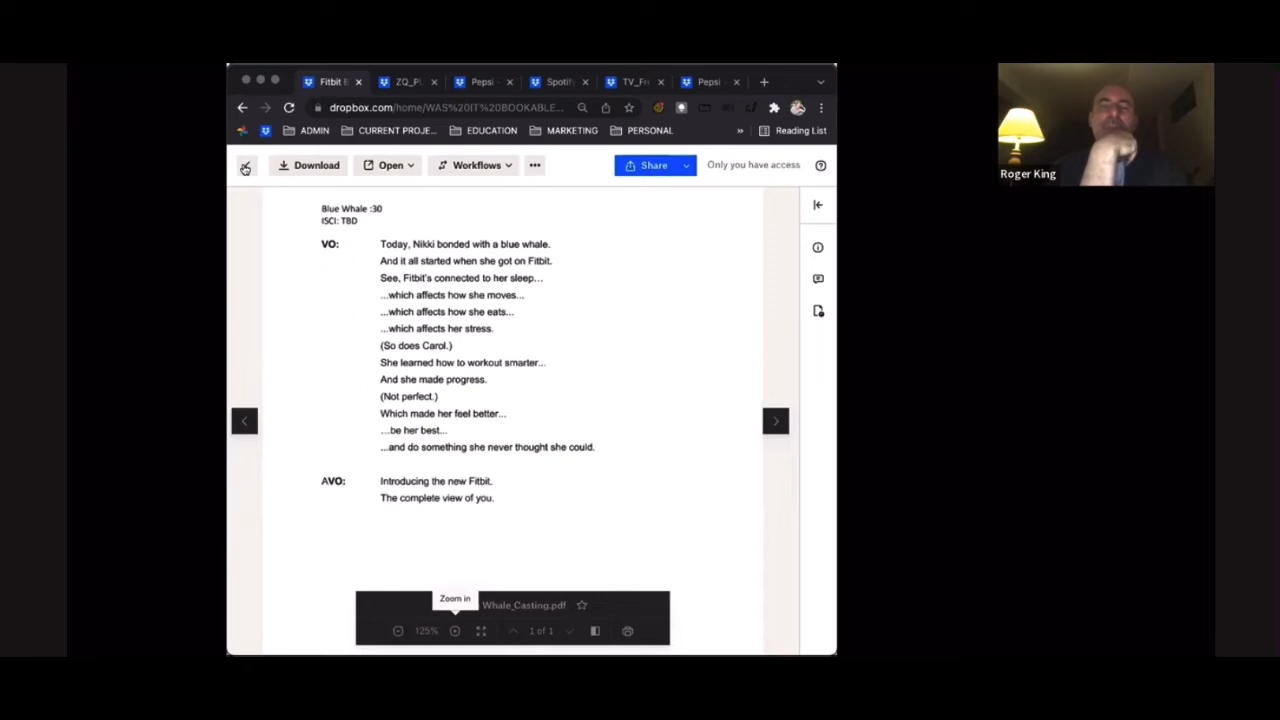 Fitbit B
ZQ_PL
Pepsi
Spotify
TV_Fr
Pepsi
dropbox.com/home/WAS%20IT%20BOOKABLE...
ADMIN
CURRENT PROJE...
EDUCATION
MARKETING
PERSONAL
»
Reading List
Download
Open
Workflows
Share
Only you have access
Roger King
Blue Whale :30
ISCI: TBD
VO: Today, Nikki bonded with a blue whale.
And it all started when she got on Fitbit.
See, Fitbit's connected to her sleep…
...which affects how she moves...
...which affects how she eats...
...which affects her stress.
(So does Carol.)
She learned how to workout smarter...
And she made progress.
(Not perfect.)
Which made her feel better...
…be her best...
...and do something she never thought she could.
AVO: Introducing the new Fitbit.
The complete view of you.
Zoom in
Whale_Casting.pdf
125%
1 of 1